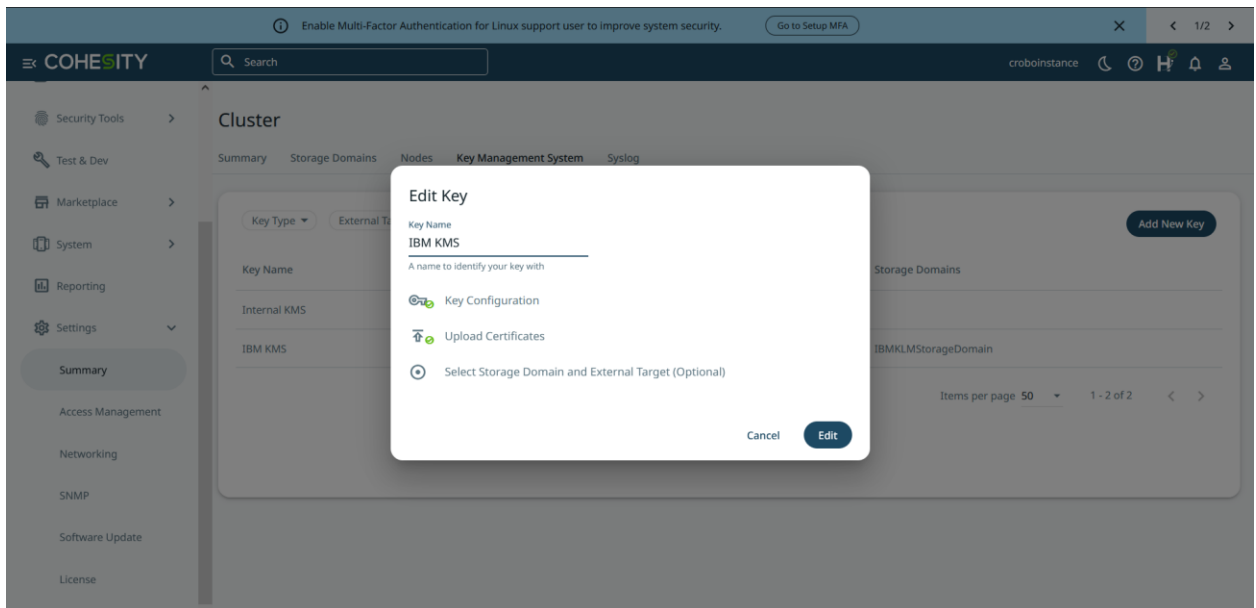 Enable Multi-Factor Authentication for Linux support user to improve system security. Go to Setup MFA 1/2
COHESITY Search croboinstance
Security Tools
Test & Dev
Marketplace
System
Reporting
Settings
Summary
Access Management
Networking
SNMP
Software Update
License
Cluster
Summary Storage Domains Nodes Key Management System Syslog
Key Type External Ta
Add New Key
Key Name Storage Domains
Internal KMS
IBM KMS IBMKLMStorageDomain
Items per page 50 1 - 2 of 2
Edit Key
Key Name
IBM KMS
A name to identify your key with
Key Configuration
Upload Certificates
Select Storage Domain and External Target (Optional)
Cancel Edit